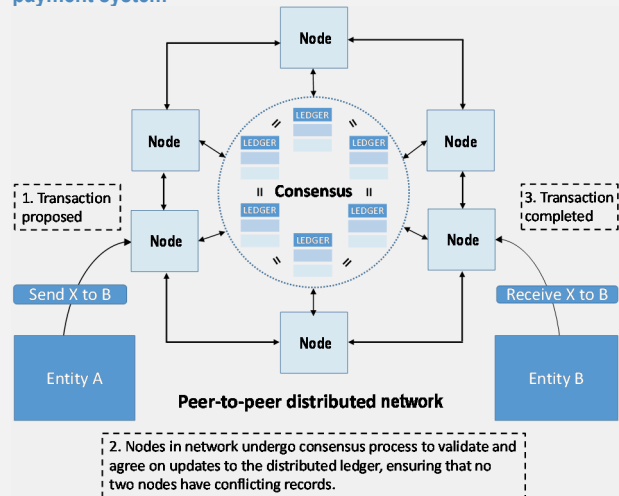 payment system
Node
Node
Node
LEDGER
LEDGER
LEDGER
=
=
= Consensus =
LEDGER
LEDGER
LEDGER
=
=
1. Transaction
proposed
3. Transaction
completed
Node
Node
Send X to B
Receive X to B
Node
Entity A
Entity B
Peer-to-peer distributed network
2. Nodes in network undergo consensus process to validate and
agree on updates to the distributed ledger, ensuring that no
two nodes have conflicting records.